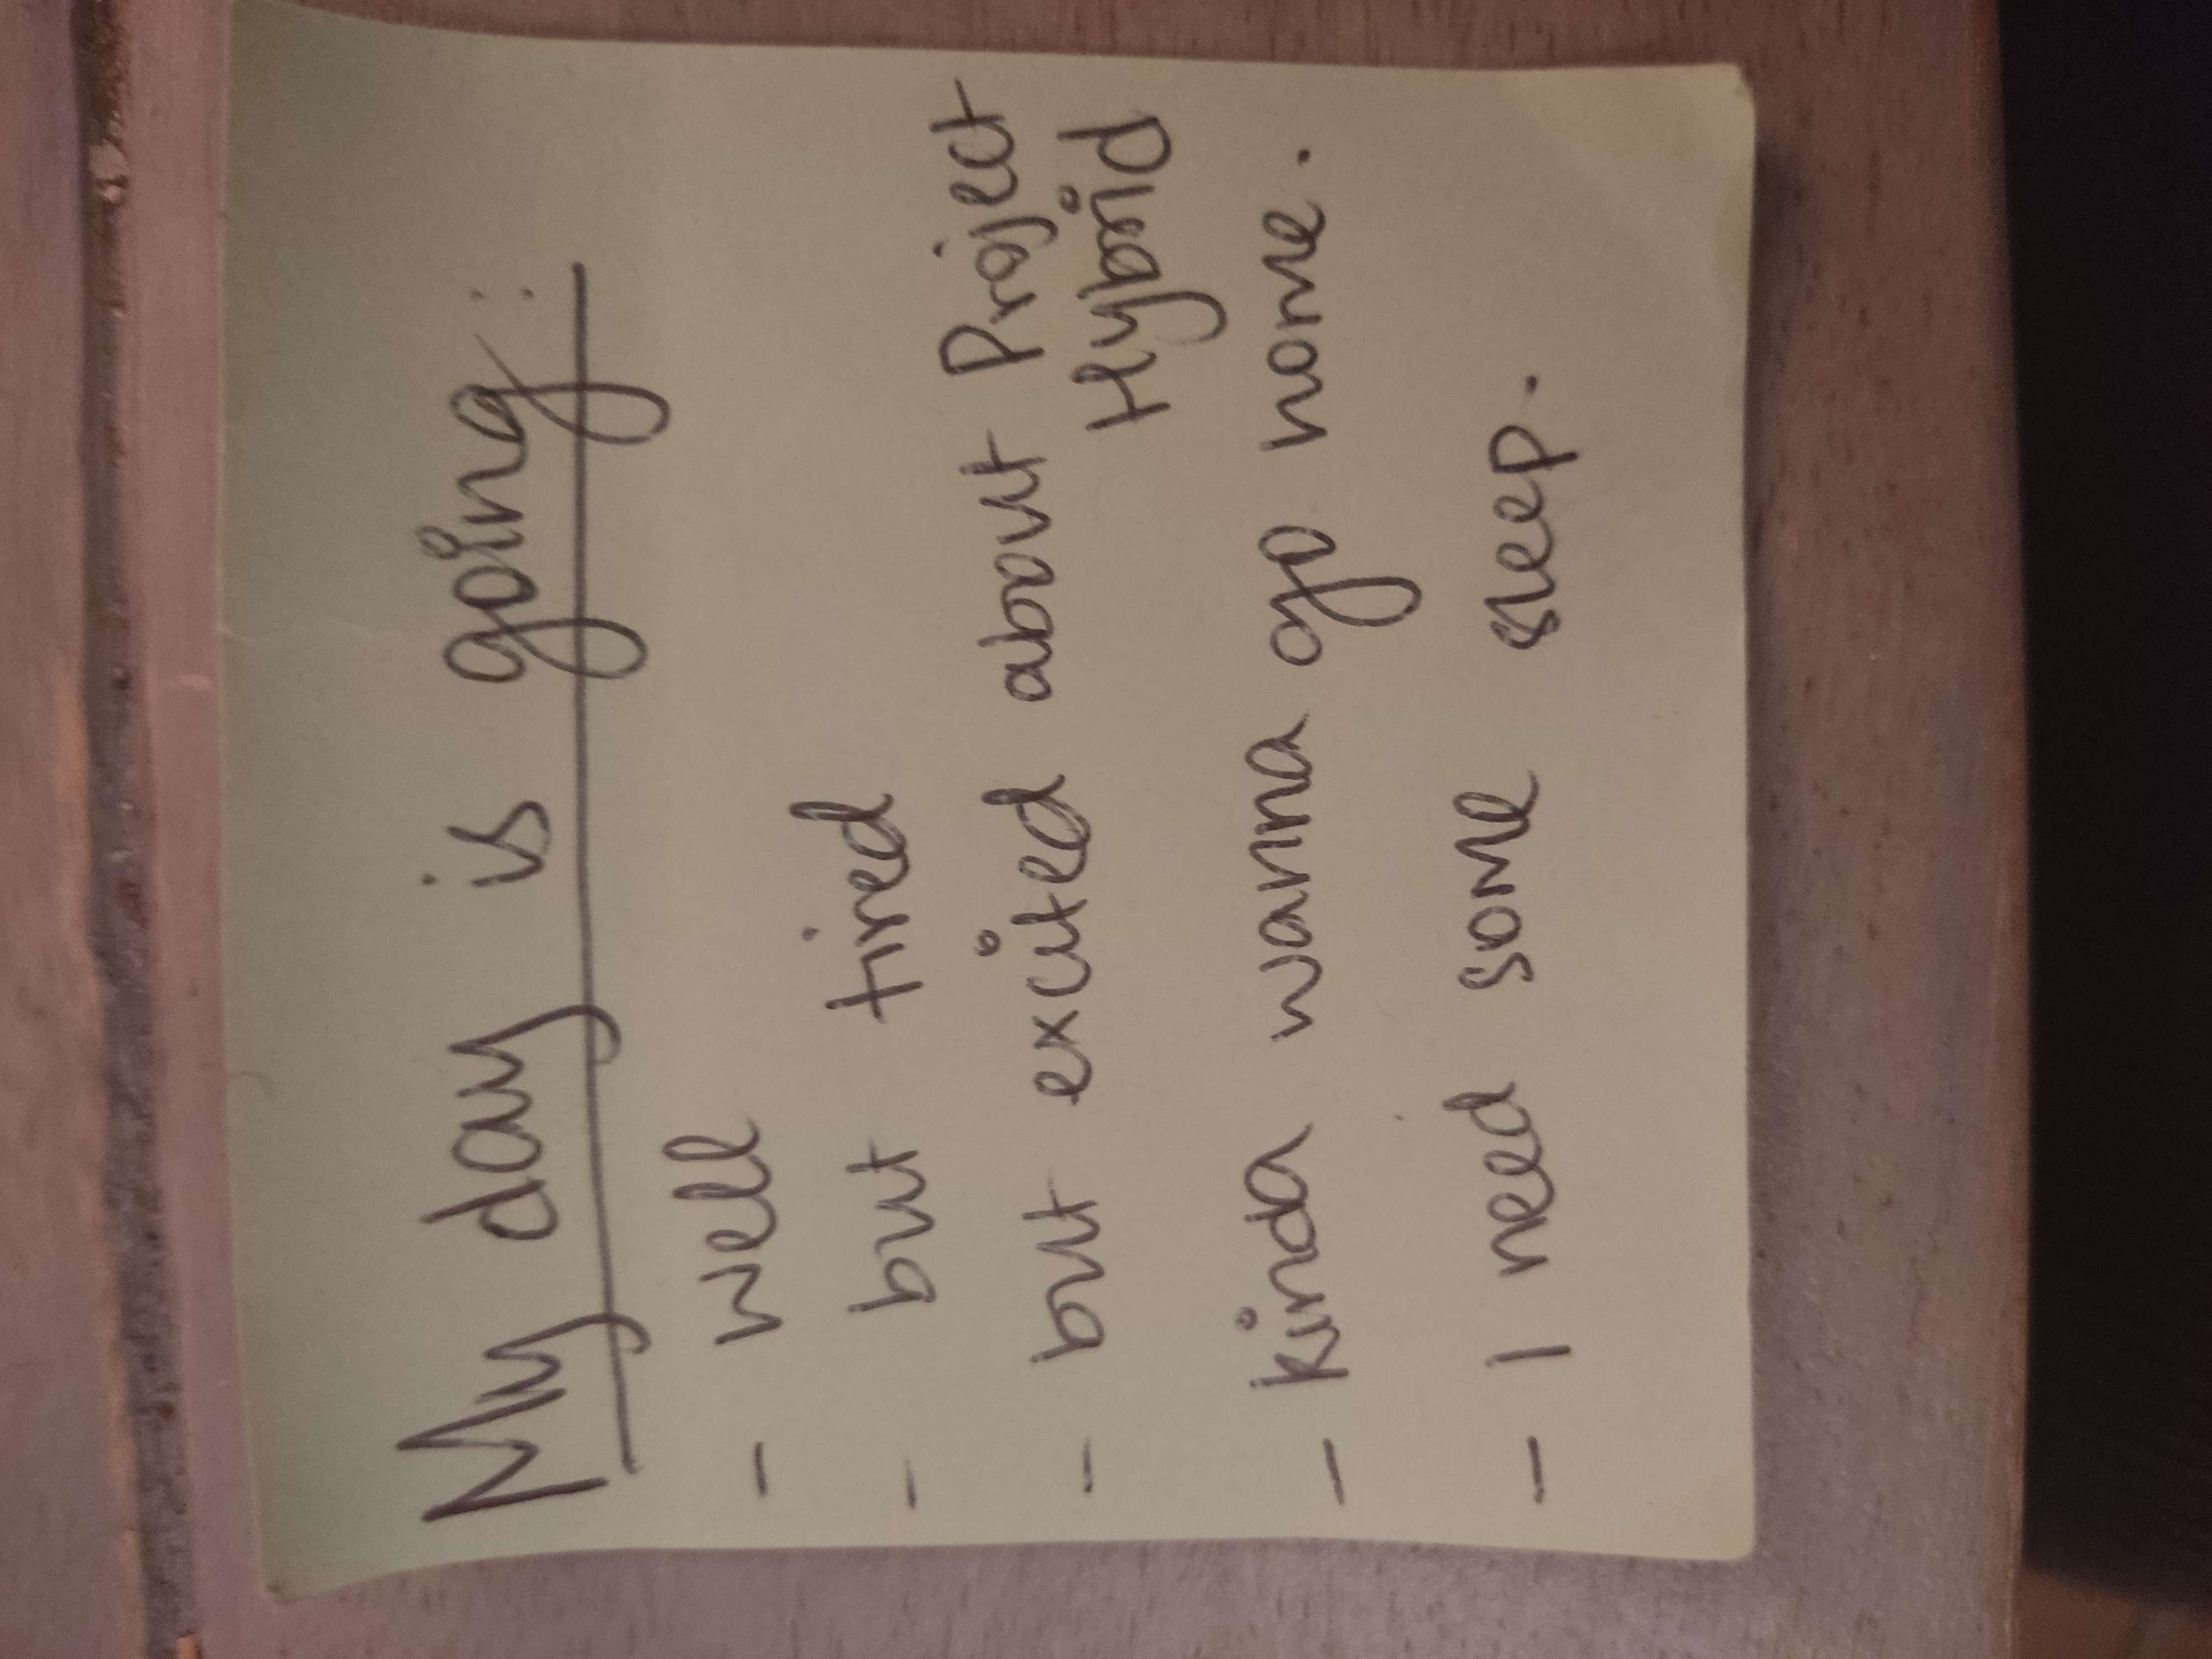 My day is going:
- well
- but tired
- but excited about Project
Hybrid
- kinda wanna go home.
- I need some sleep.